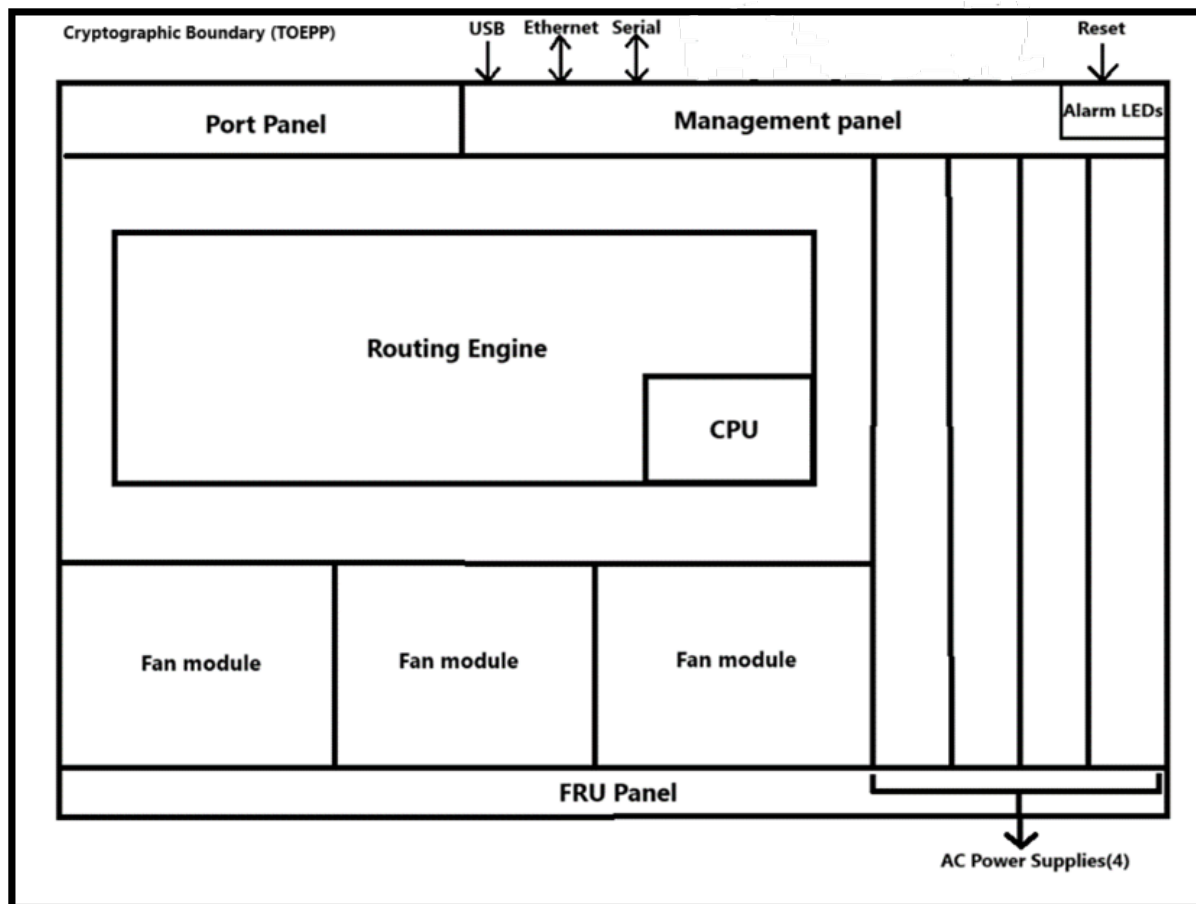 Cryptographic Boundary (TOEPP)
USB
Ethernet
Serial
Reset
Port Panel
Management panel
Alarm LEDs
Routing Engine
CPU
Fan module
Fan module
Fan module
FRU Panel
AC Power Supplies(4)